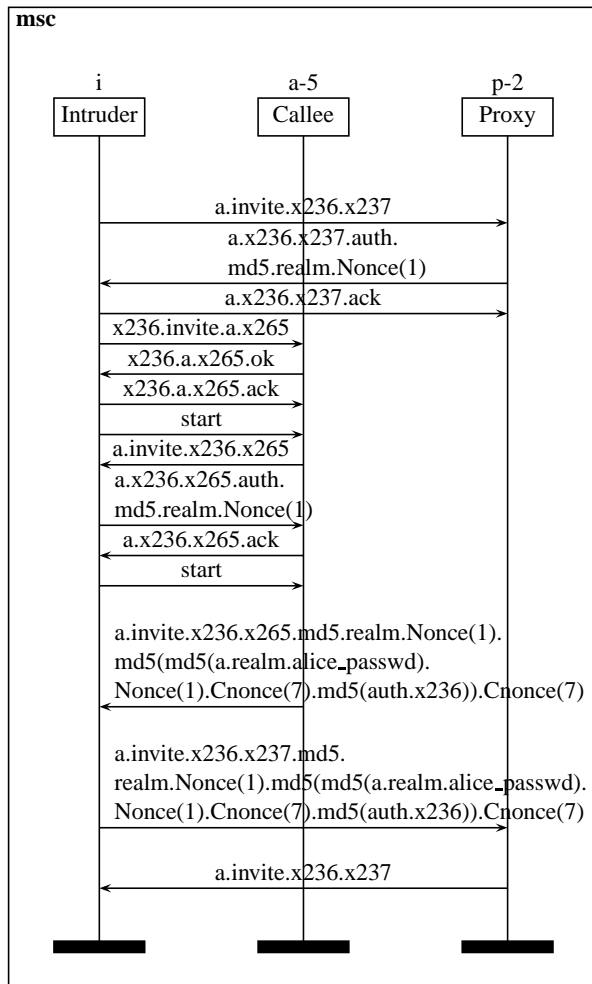 msc
i a-5 p-2
Intruder Callee Proxy
a.invite.x236.x237
a.x236.x237.auth.
md5.realm.Nonce(1)
a.x236.x237.ack
x236.invite.a.x265
x236.a.x265.ok
x236.a.x265.ack
start
a.invite.x236.x265
a.x236.x265.auth.
md5.realm.Nonce(1)
a.x236.x265.ack
start
a.invite.x236.x265.md5.realm.Nonce(1).
md5(md5(a.realm.alice_passwd).
Nonce(1).Cnonce(7).md5(auth.x236)).Cnonce(7)
a.invite.x236.x237.md5.
realm.Nonce(1).md5(md5(a.realm.alice_passwd).
Nonce(1).Cnonce(7).md5(auth.x236)).Cnonce(7)
a.invite.x236.x237